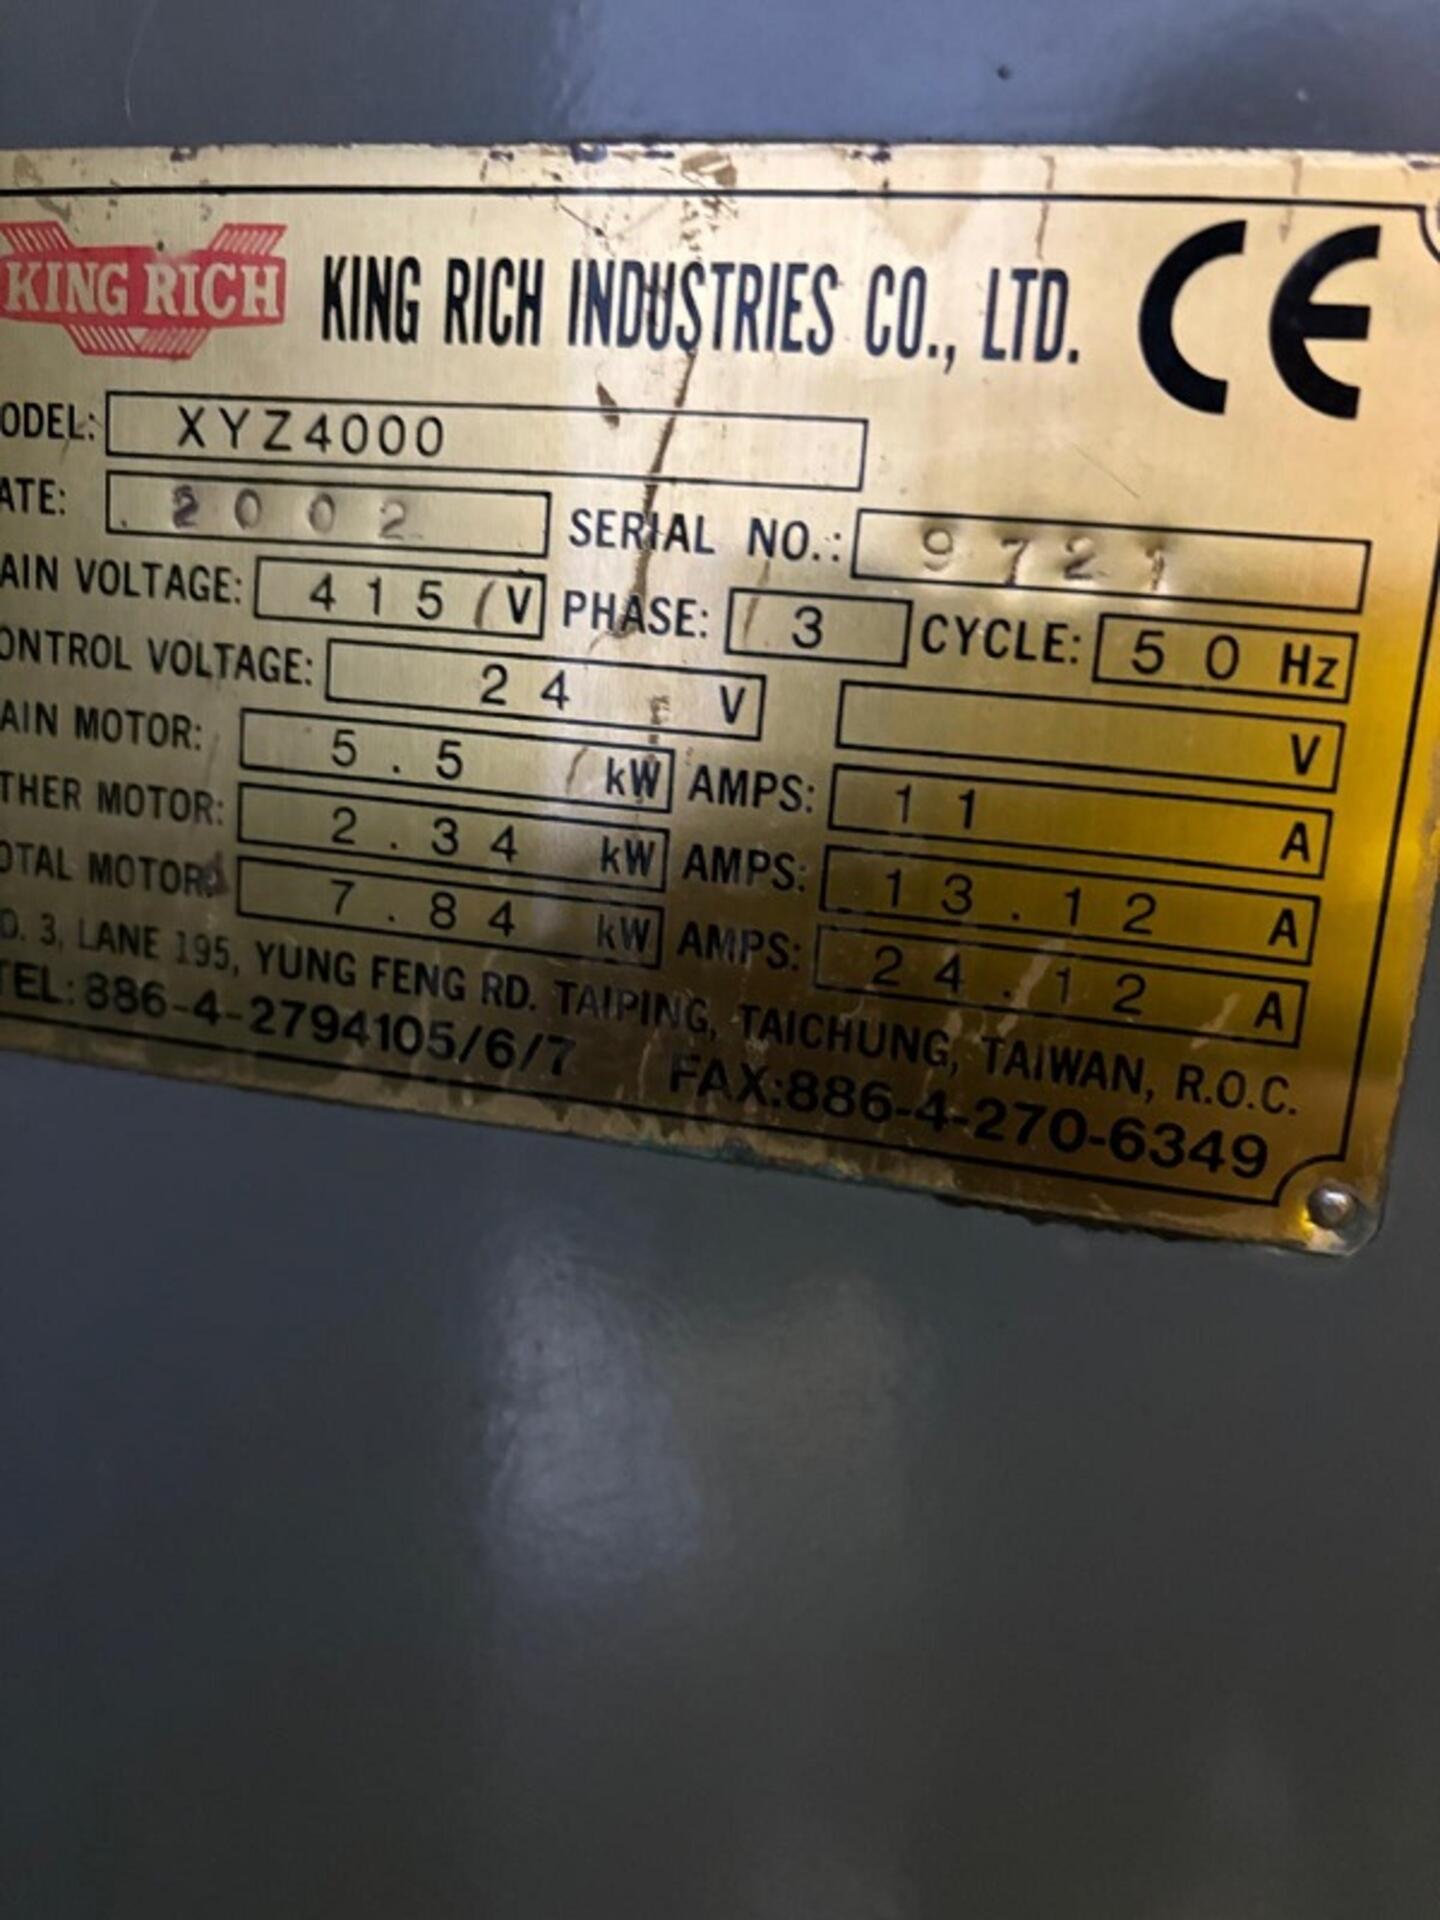 KING RICH KING RICH INDUSTRIES CO., LTD. CE
ODEL: XYZ4000
ATE: 2002 SERIAL NO.: 9721
AIN VOLTAGE: 415 V PHASE: 3 CYCLE: 50 Hz
ONTROL VOLTAGE: 24 V V
AIN MOTOR: 5.5 kW AMPS: 11 A
THER MOTOR: 2.34 kW AMPS: 13.12 A
OTAL MOTOR: 7.84 kW AMPS: 24.12 A
O. 3, LANE 195, YUNG FENG RD. TAIPING, TAICHUNG, TAIWAN, R.O.C.
TEL: 886-4-2794105/6/7 FAX:886-4-270-6349